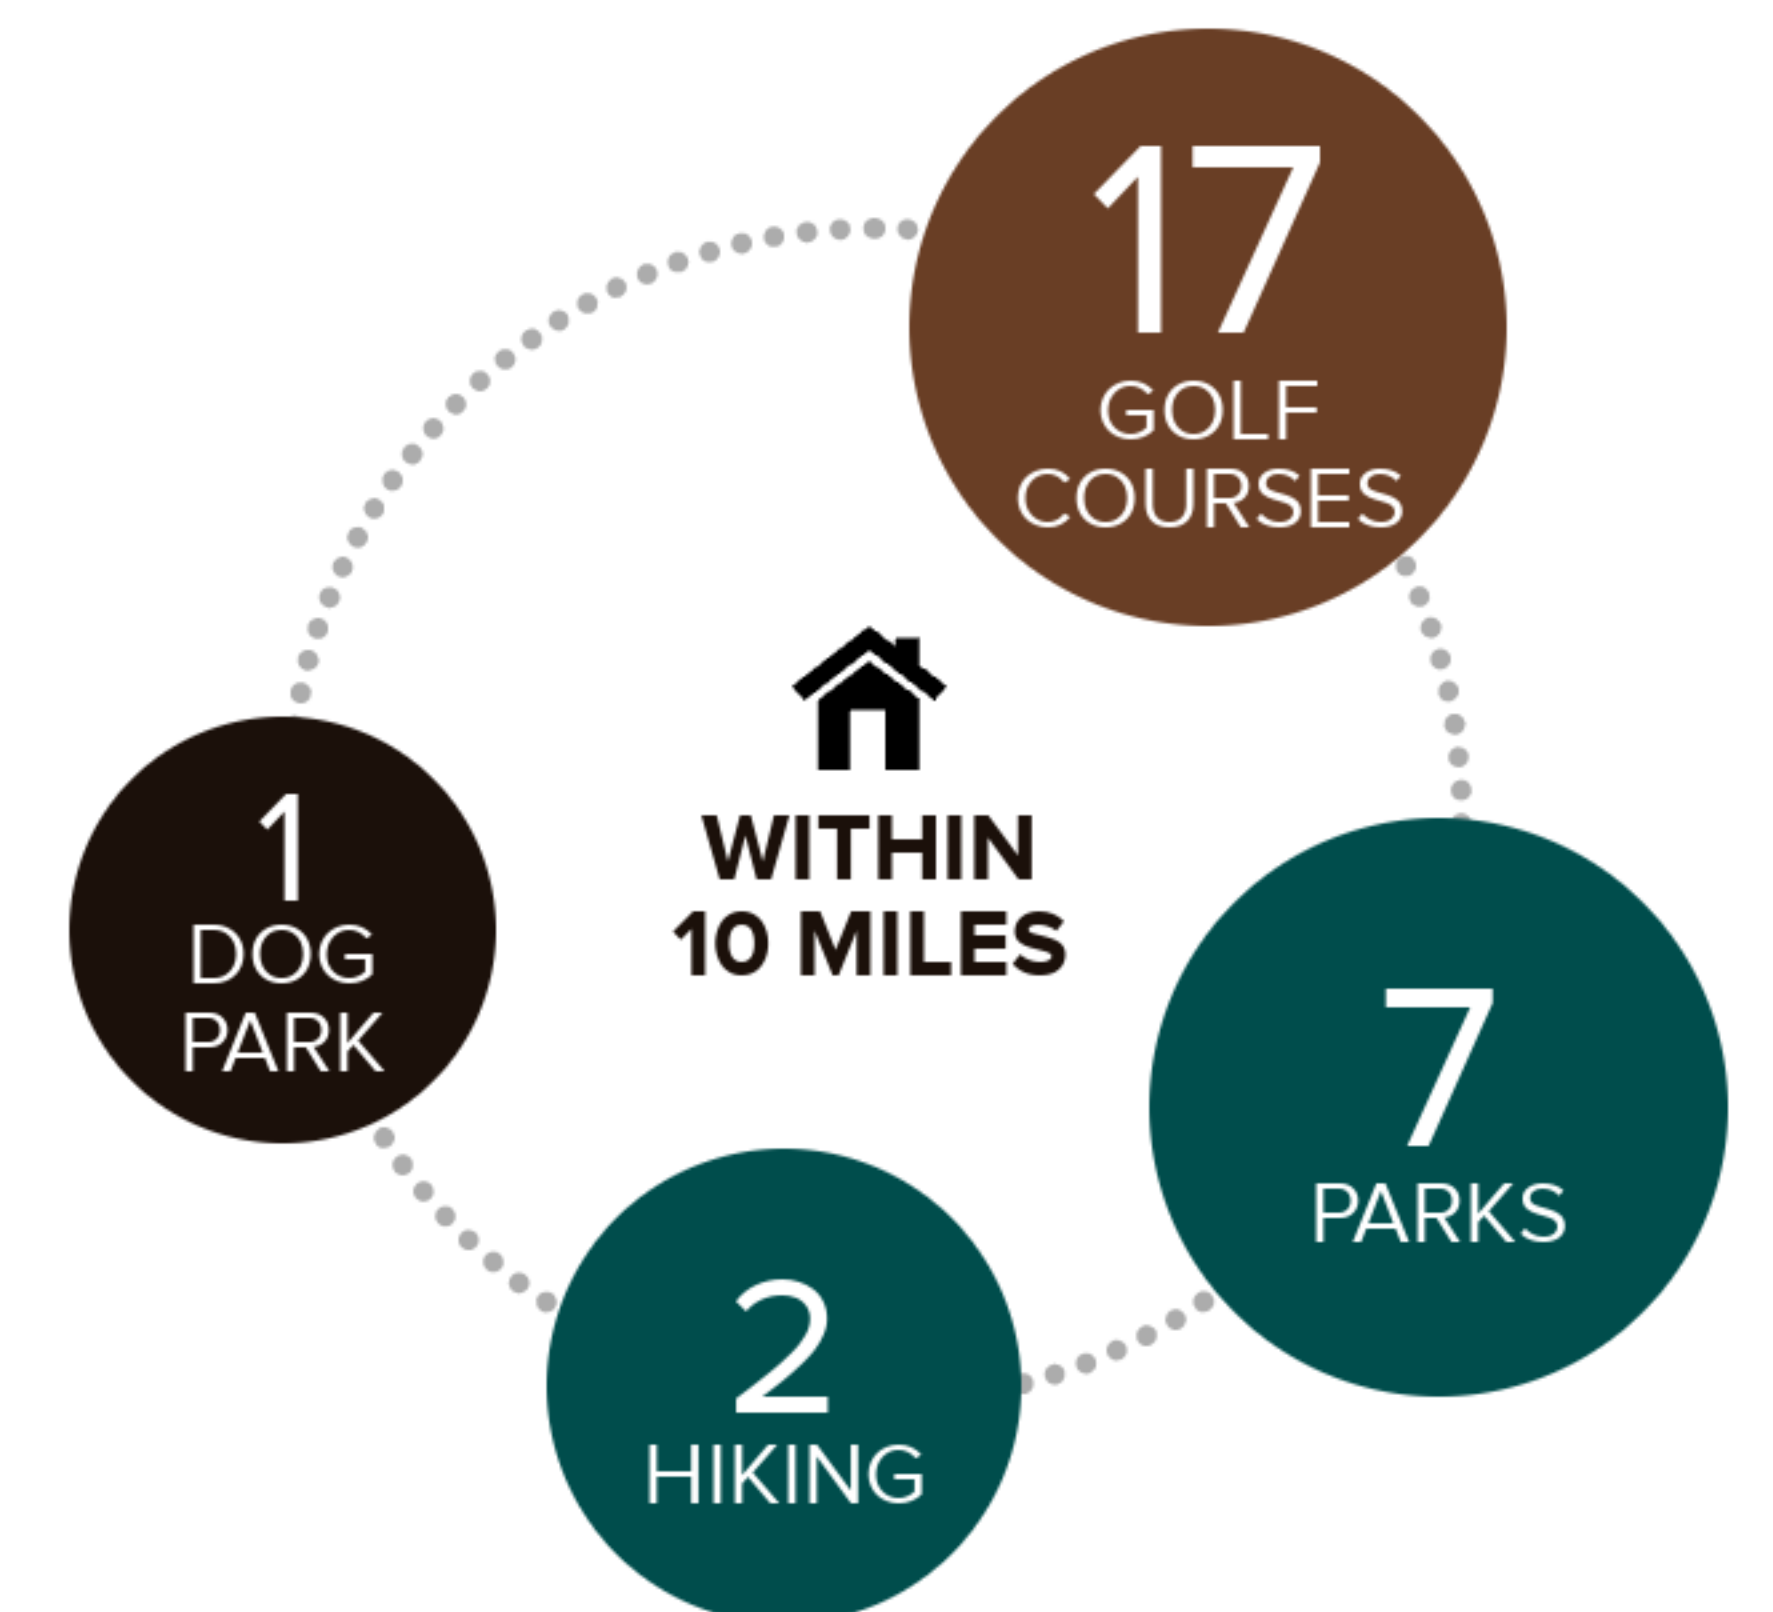 17
GOLF
COURSES
WITHIN
10 MILES
1
DOG
PARK
7
PARKS
2
HIKING